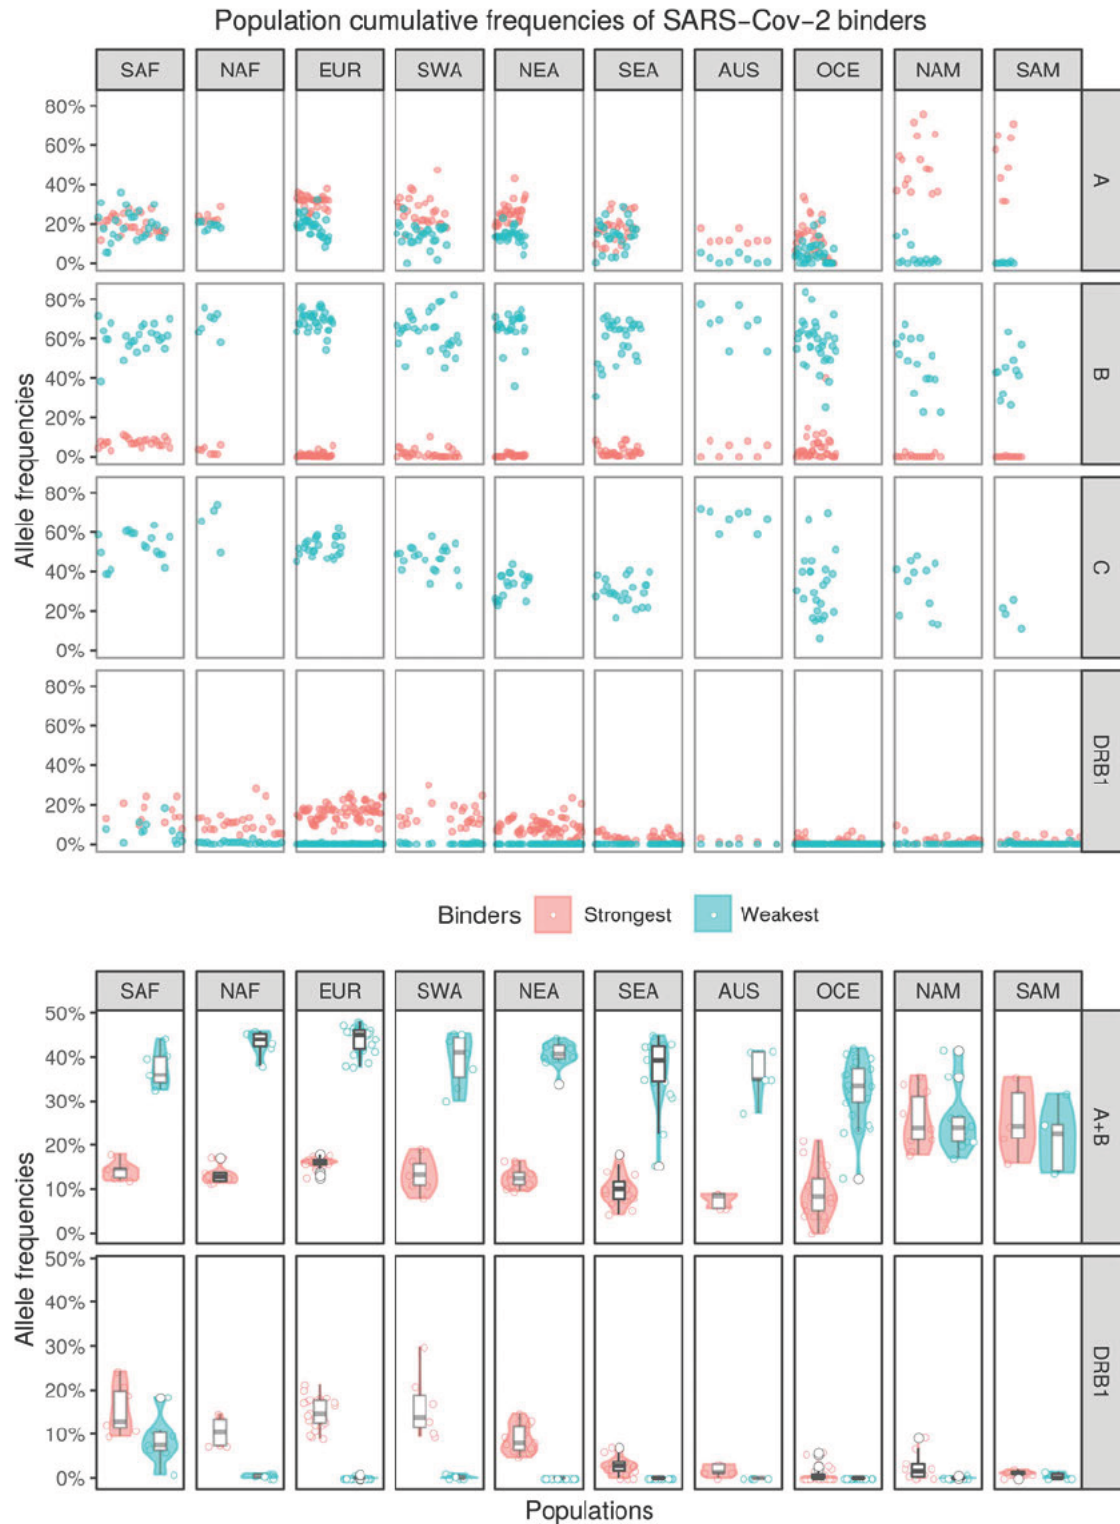 Population cumulative frequencies of SARS-Cov-2 binders
SAF NAF EUR SWA NEA SEA AUS OCE NAM SAM
Allele frequencies
80%
60%
40%
20%
0%
A
80%
60%
40%
20%
0%
B
80%
60%
40%
20%
0%
C
80%
60%
40%
20%
0%
DRB1
Binders Strongest Weakest
SAF NAF EUR SWA NEA SEA AUS OCE NAM SAM
Allele frequencies
50%
40%
30%
20%
10%
0%
A+B
Allele frequencies
50%
40%
30%
20%
10%
0%
DRB1
Populations